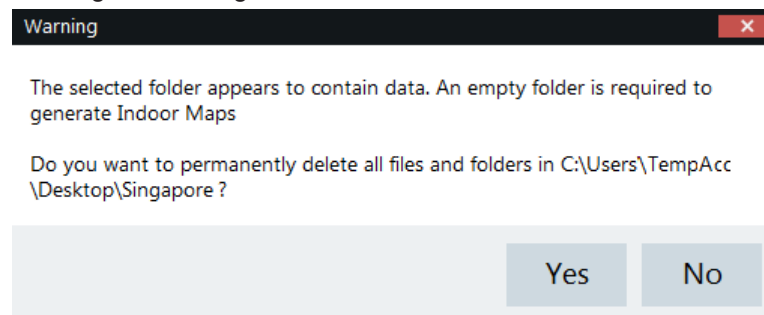 Warning
The selected folder appears to contain data. An empty folder is required to
generate Indoor Maps
Do you want to permanently delete all files and folders in C:\Users\TempAcc
\Desktop\Singapore ?
Yes No